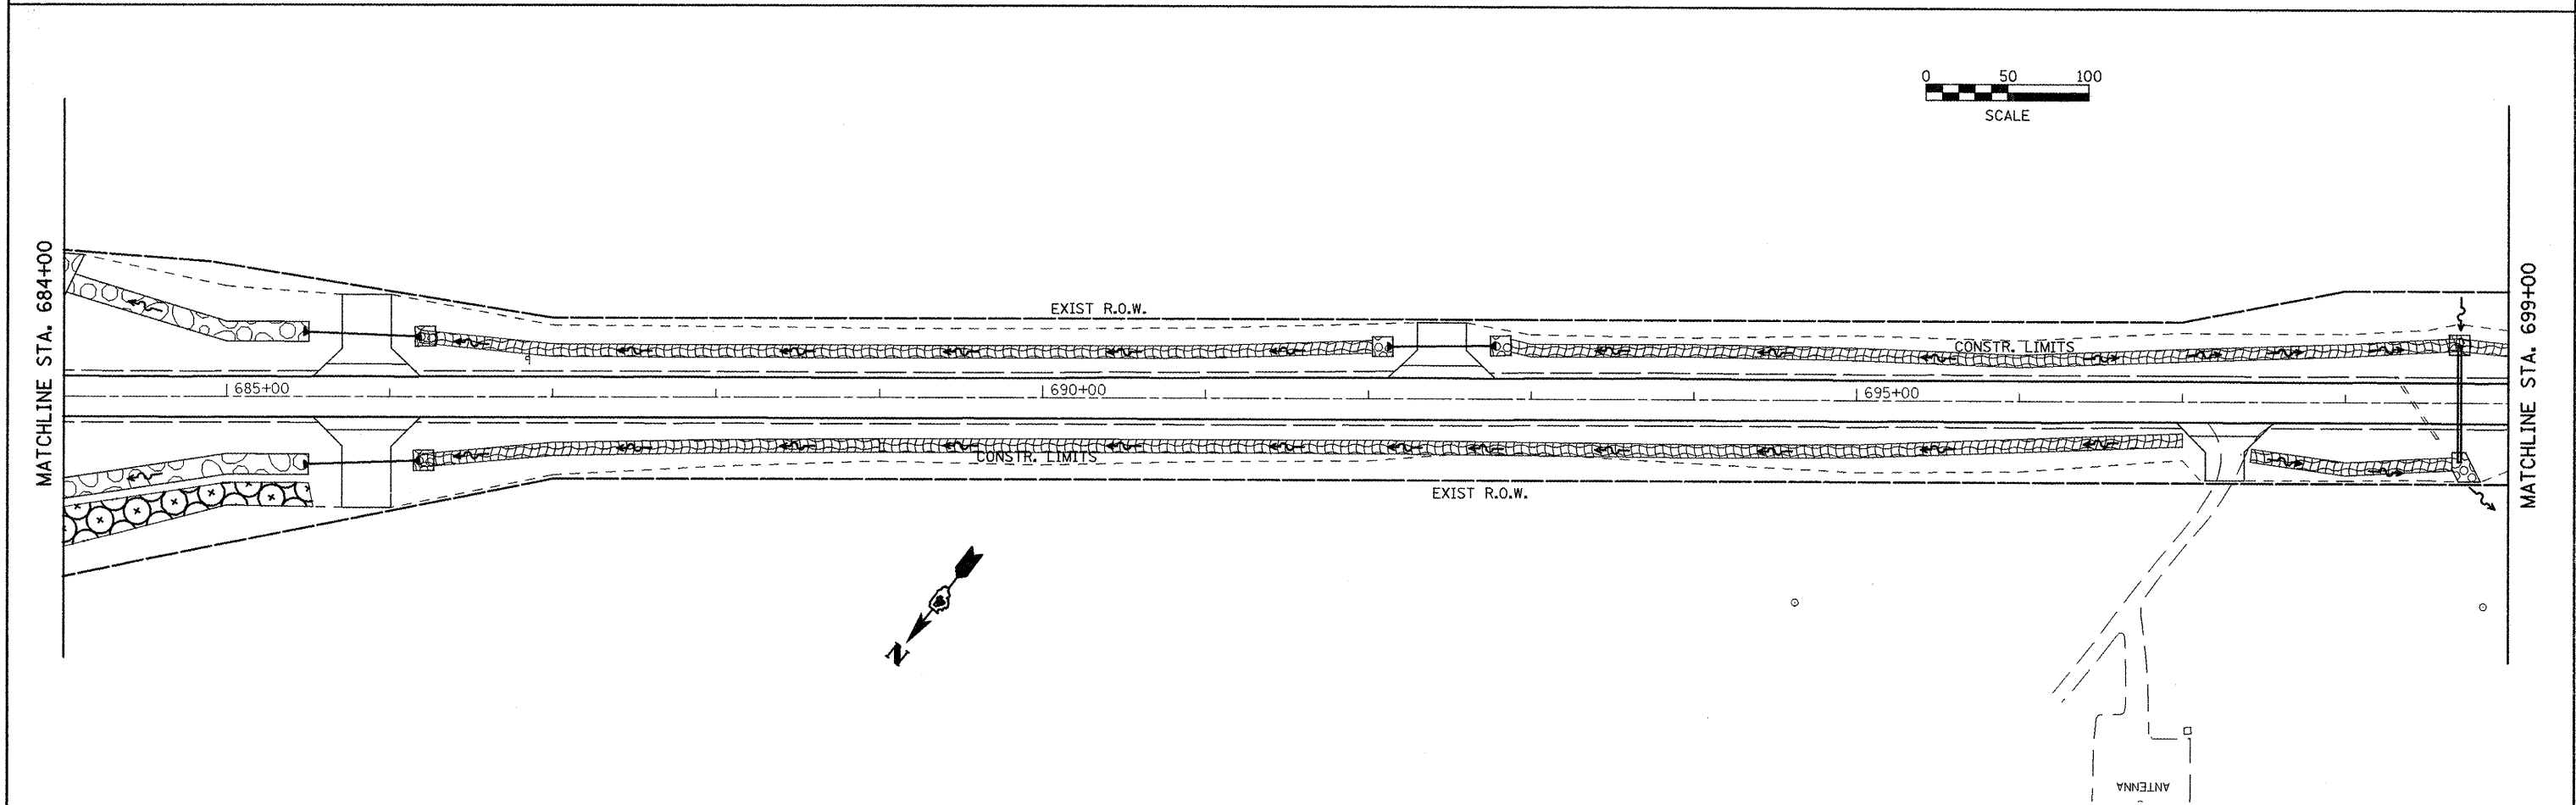 0 50 100
SCALE
MATCHLINE STA. 684+00
MATCHLINE STA. 699+00
EXIST R.O.W.
CONSTR. LIMITS
685+00
690+00
695+00
CONSTR. LIMITS
EXIST R.O.W.
N
ANTENNA